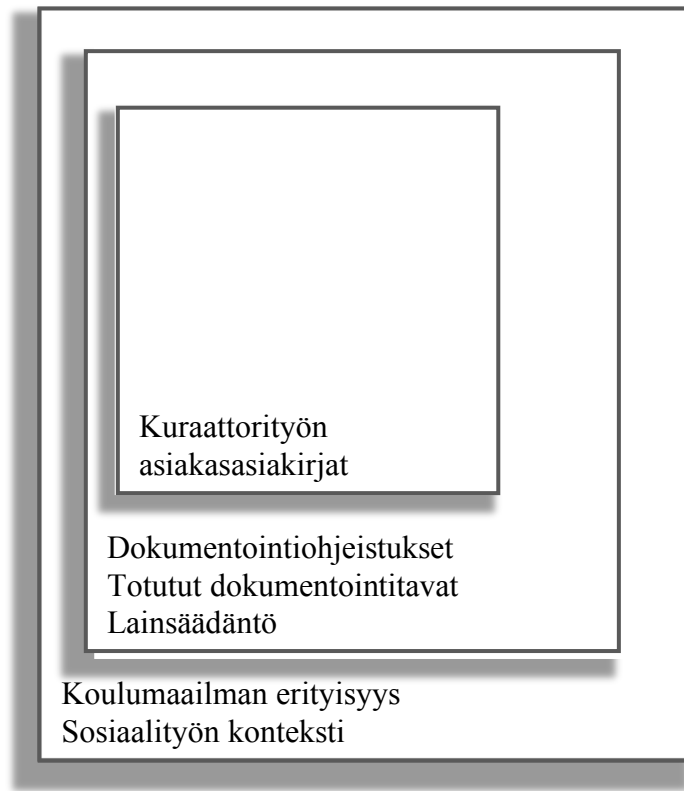 Kuraattorityön
asiakasasiakirjat
Dokumentointiohjeistukset
Totutut dokumentointitavat
Lainsäädäntö
Koulumaailman erityisyys
Sosiaalityön konteksti